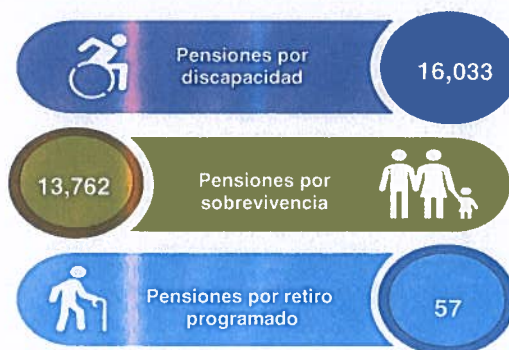 Pensiones por
discapacidad
16,033
13,762
Pensiones por
sobrevivencia
Pensiones por retiro
programado
57